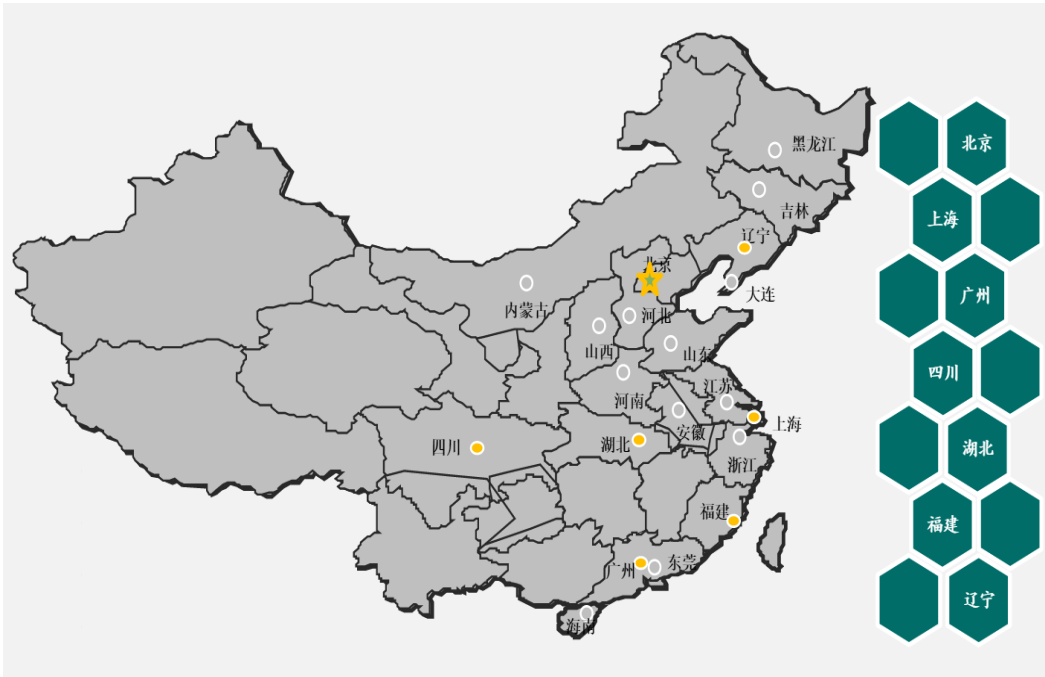 黑龙江
吉林
辽宁
北京
大连
内蒙古
河北
山西
山东
河南
江苏
安徽
上海
四川
湖北
浙江
福建
广州
东莞
海南
北京
上海
广州
四川
湖北
福建
辽宁